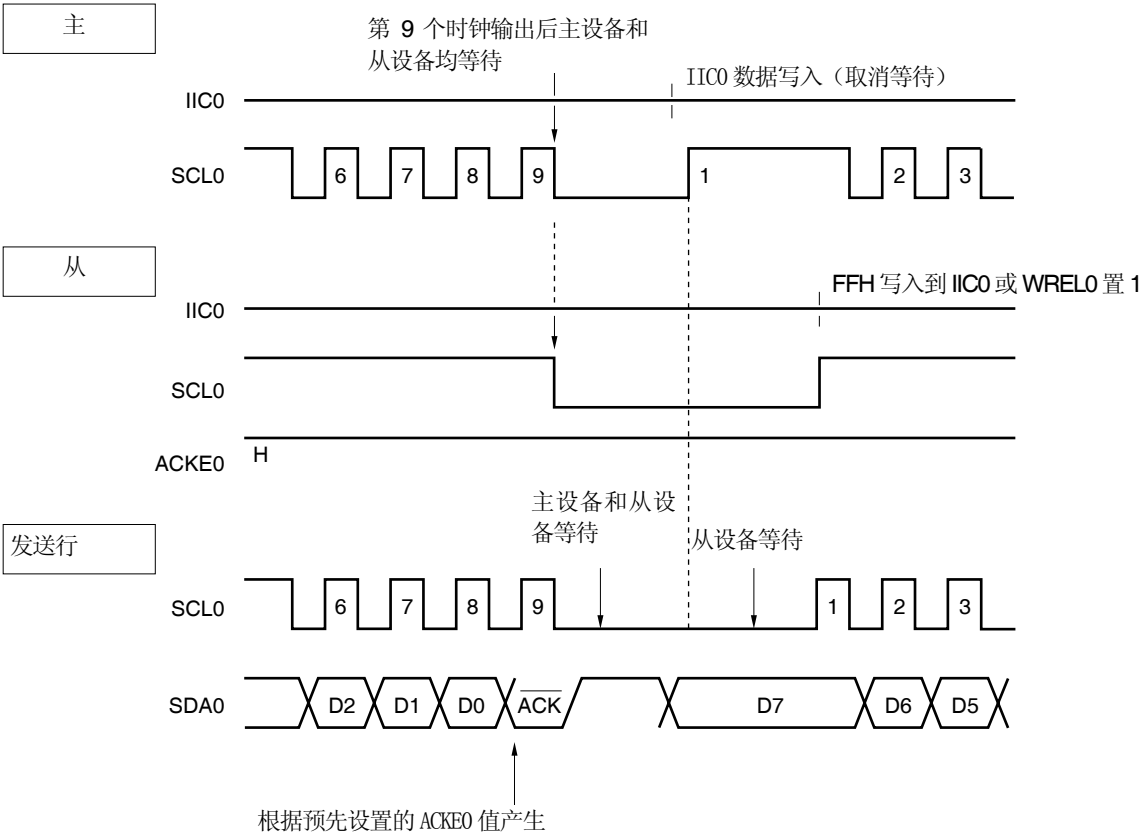 主
第 9 个时钟输出后主设备和
从设备均等待
IIC0 数据写入（取消等待）
IIC0
SCL0
6 7 8 9 1 2 3
从
FFH 写入到 IIC0 或 WREL0 置 1
IIC0
SCL0
ACKE0 H
主设备和从设
备等待
从设备等待
发送行
SCL0
6 7 8 9 1 2 3
SDA0
D2 D1 D0 ACK D7 D6 D5
根据预先设置的 ACKE0 值产生